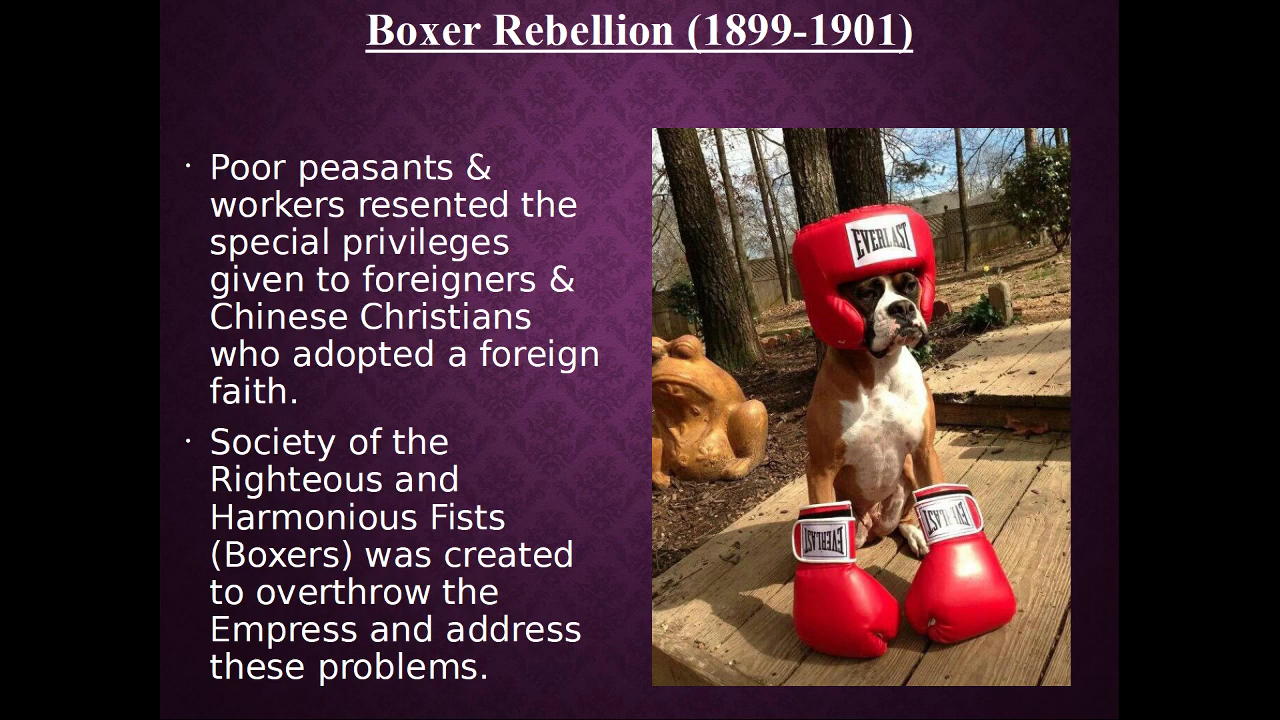 Boxer Rebellion (1899-1901)
· Poor peasants &
workers resented the
special privileges
given to foreigners &
Chinese Christians
who adopted a foreign
faith.
· Society of the
Righteous and
Harmonious Fists
(Boxers) was created
to overthrow the
Empress and address
these problems.
EVERLAST
EVERLAST
EVERLAST